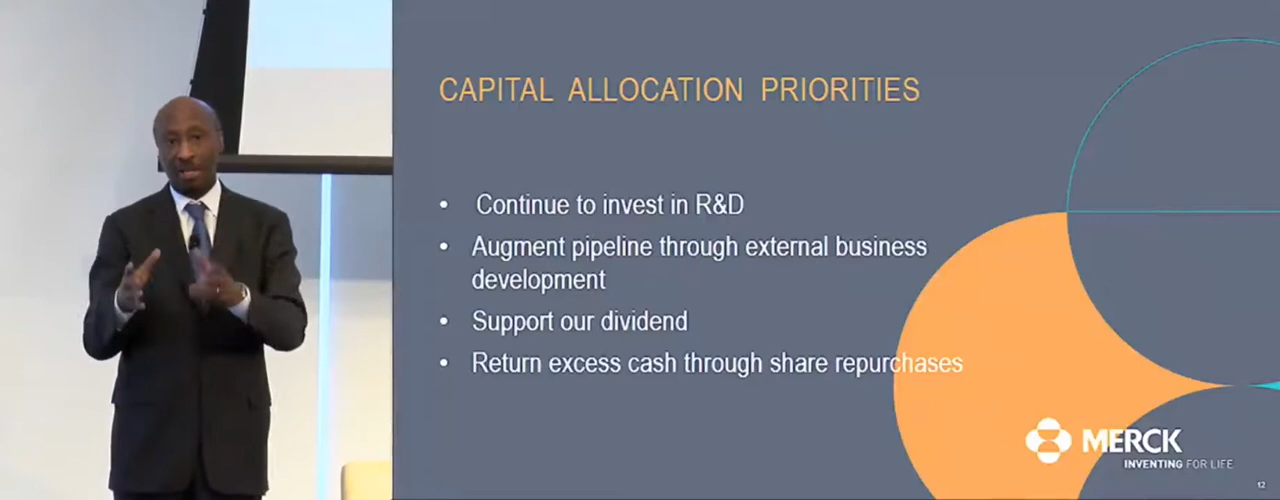 CAPITAL ALLOCATION PRIORITIES
• Continue to invest in R&D
• Augment pipeline through external business
development
• Support our dividend
• Return excess cash through share repurchases
MERCK
INVENTING FOR LIFE
12